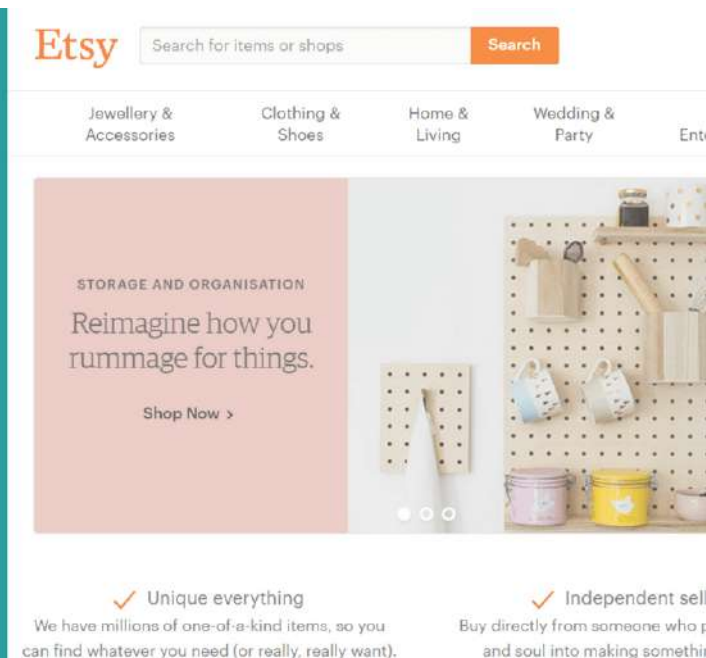 Etsy
Search for items or shops
Search
Jewellery &
Accessories
Clothing &
Shoes
Home &
Living
Wedding &
Party
STORAGE AND ORGANISATION
Reimagine how you
rummage for things.
Shop Now >
Unique everything
We have millions of one-of-a-kind items, so you
can find whatever you need (or really, really want).
Independent
Buy directly from someone who
and soul into making